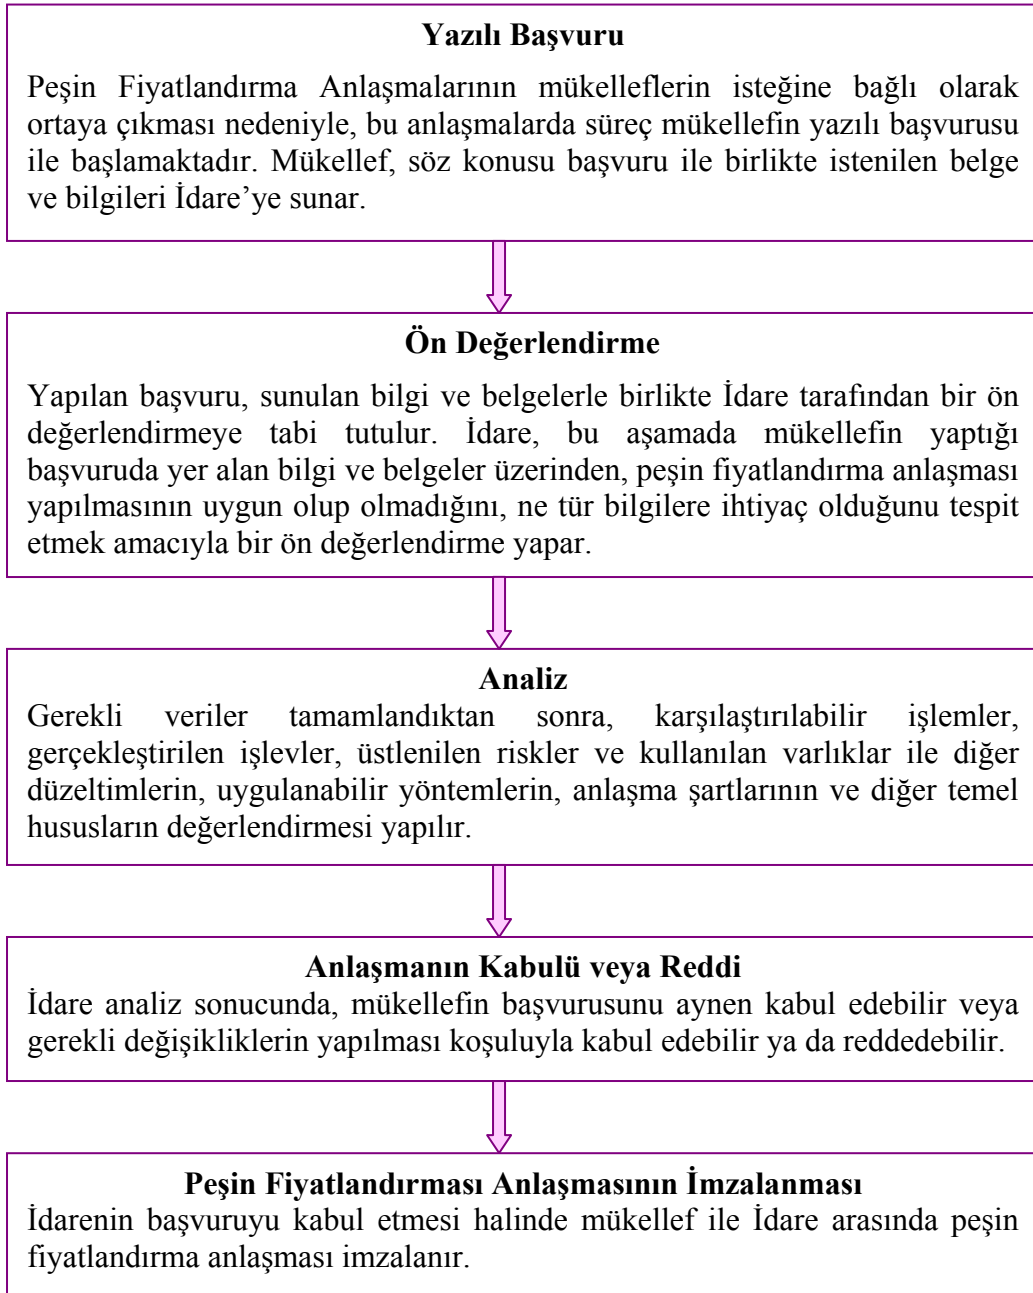 Yazılı Başvuru
Peşin Fiyatlandırma Anlaşmalarının mükelleflerin isteğine bağlı olarak
ortaya çıkması nedeniyle, bu anlaşmalarda süreç mükellefin yazılı başvurusu
ile başlamaktadır. Mükellef, söz konusu başvuru ile birlikte istenilen belge
ve bilgileri İdare’ye sunar.
Ön Değerlendirme
Yapılan başvuru, sunulan bilgi ve belgelerle birlikte İdare tarafından bir ön
değerlendirmeye tabi tutulur. İdare, bu aşamada mükellefin yaptığı
başvuruda yer alan bilgi ve belgeler üzerinden, peşin fiyatlandırma anlaşması
yapılmasının uygun olup olmadığını, ne tür bilgilere ihtiyaç olduğunu tespit
etmek amacıyla bir ön değerlendirme yapar.
Analiz
Gerekli veriler tamamlandıktan sonra, karşılaştırılabilir işlemler,
gerçekleştirilen işlevler, üstlenilen riskler ve kullanılan varlıklar ile diğer
düzeltimlerin, uygulanabilir yöntemlerin, anlaşma şartlarının ve diğer temel
hususların değerlendirmesi yapılır.
Anlaşmanın Kabulü veya Reddi
İdare analiz sonucunda, mükellefin başvurusunu aynen kabul edebilir veya
gerekli değişikliklerin yapılması koşuluyla kabul edebilir ya da reddedebilir.
Peşin Fiyatlandırması Anlaşmasının İmzalanması
İdarenin başvuruyu kabul etmesi halinde mükellef ile İdare arasında peşin
fiyatlandırma anlaşması imzalanır.